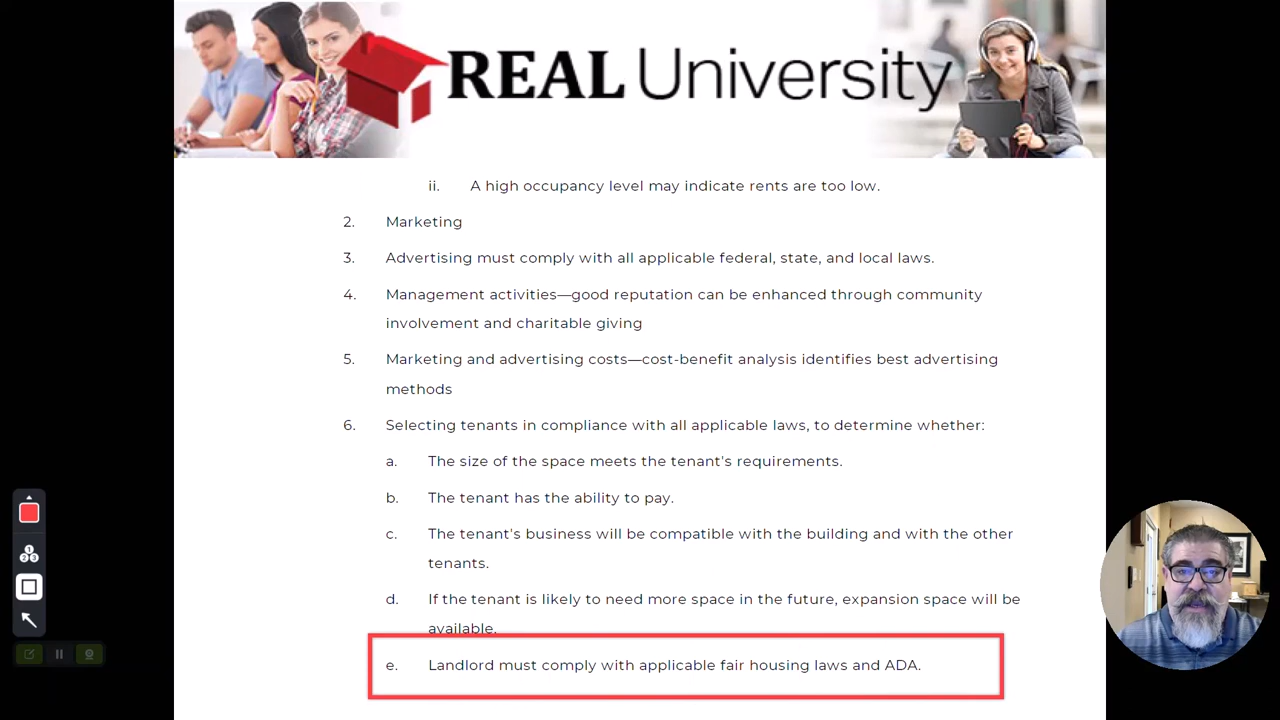 REAL University
ii. A high occupancy level may indicate rents are too low.
2. Marketing
3. Advertising must comply with all applicable federal, state, and local laws.
4. Management activities—good reputation can be enhanced through community
involvement and charitable giving
5. Marketing and advertising costs—cost-benefit analysis identifies best advertising
methods
6. Selecting tenants in compliance with all applicable laws, to determine whether:
a. The size of the space meets the tenant's requirements.
b. The tenant has the ability to pay.
c. The tenant's business will be compatible with the building and with the other
tenants.
d. If the tenant is likely to need more space in the future, expansion space will be
available.
e. Landlord must comply with applicable fair housing laws and ADA.